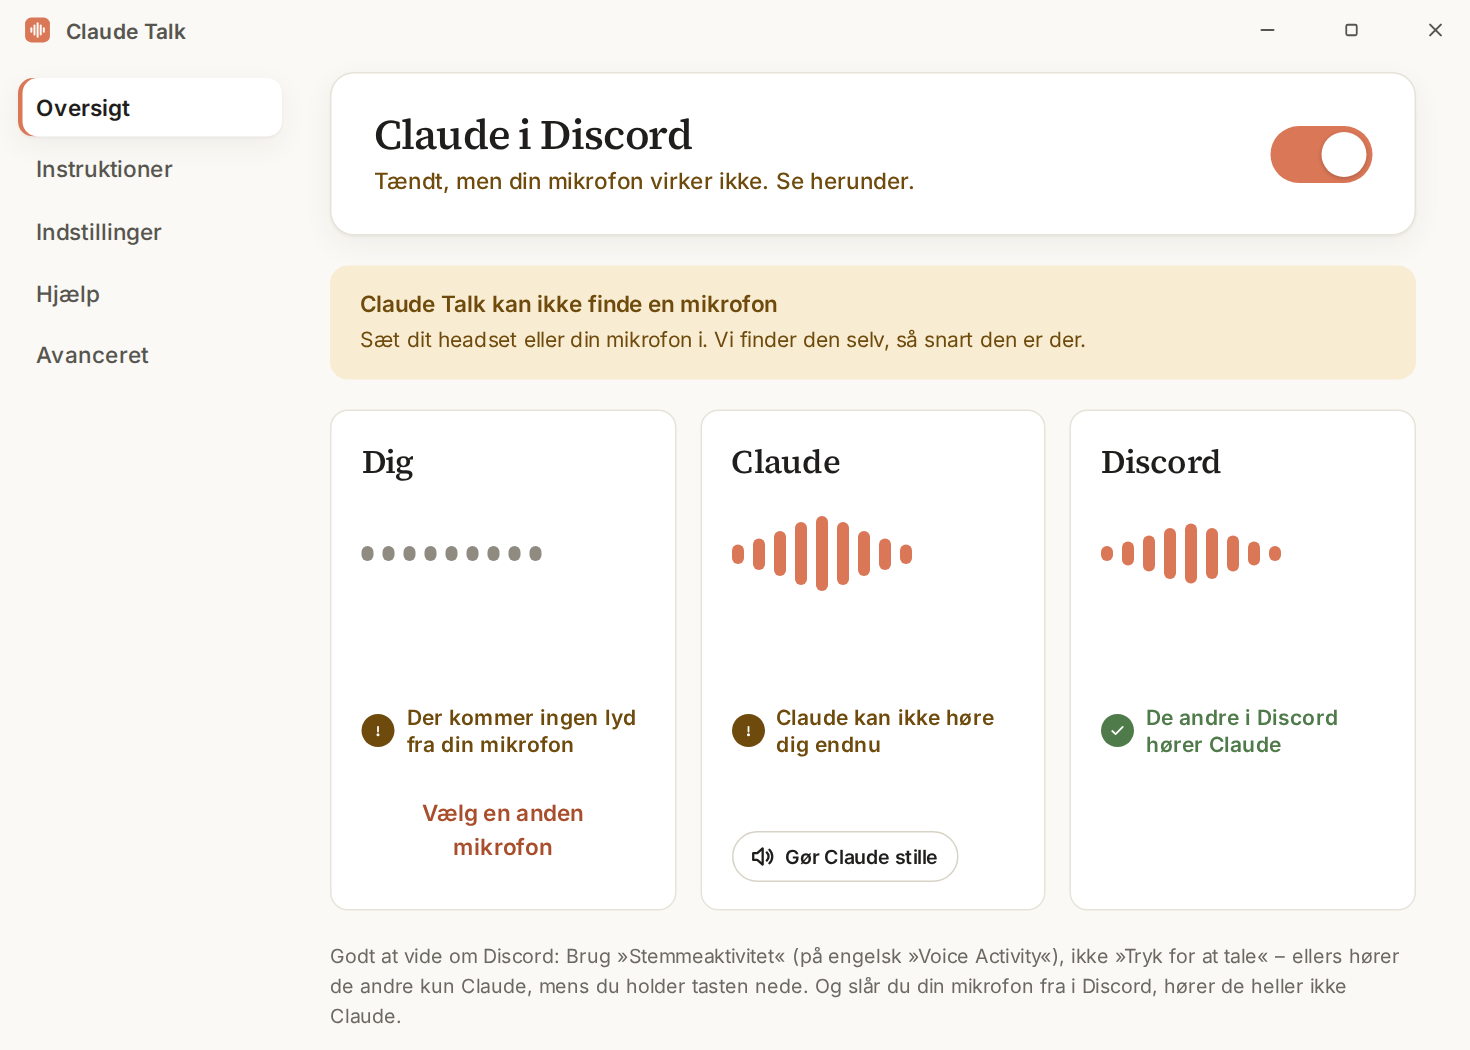 Claude Talk
Oversigt
Instruktioner
Indstillinger
Hjælp
Avanceret
Claude i Discord
Tændt, men din mikrofon virker ikke. Se herunder.
Claude Talk kan ikke finde en mikrofon
Sæt dit headset eller din mikrofon i. Vi finder den selv, så snart den er der.
Dig
Der kommer ingen lyd
fra din mikrofon
Vælg en anden
mikrofon
Claude
Claude kan ikke høre
dig endnu
Gør Claude stille
Discord
De andre i Discord
hører Claude
Godt at vide om Discord: Brug »Stemmeaktivitet« (på engelsk »Voice Activity«), ikke »Tryk for at tale« – ellers hører
de andre kun Claude, mens du holder tasten nede. Og slår du din mikrofon fra i Discord, hører de heller ikke
Claude.